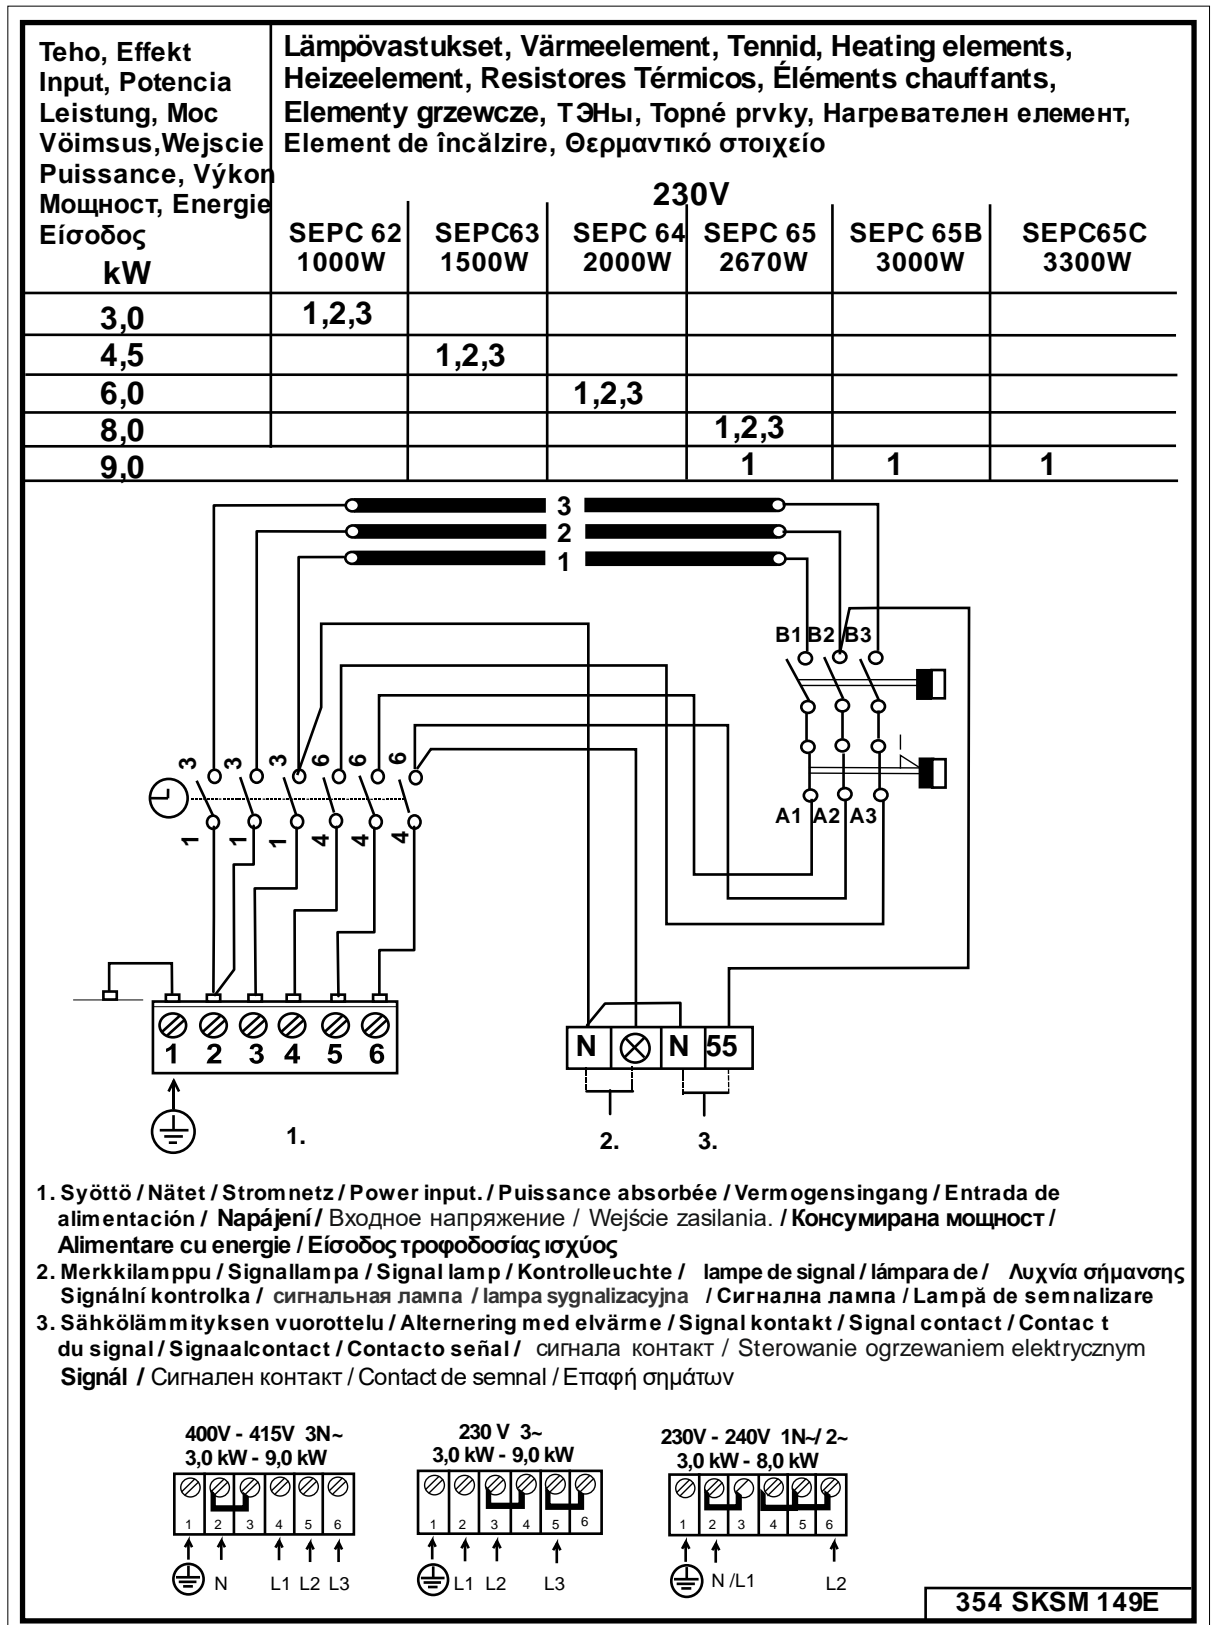 Teho, Effekt
Input, Potencia
Leistung, Moc
Vöimsus,Wejscie
Puissance, Výkon
Мощност, Energie
Είσοδος
kW
Lämpövastukset, Värmeelement, Tennid, Heating elements,
Heizeelement, Resistores Térmicos, Éléments chauffants,
Elementy grzewcze, ТЭНы, Topné prvky, Нагревателен елемент,
Element de încălzire, Θερμαντικό στοιχείο
230V
SEPC 62 SEPC63 SEPC 64 SEPC 65 SEPC 65B SEPC65C
1000W 1500W 2000W 2670W 3000W 3300W
3,0 1,2,3
4,5 1,2,3
6,0 1,2,3
8,0 1,2,3
9,0 1 1 1
3
2
1
B1 B2 B3
3 3 3 6 6 6
A1 A2 A3
1 1 1 4 4 4
N N 55
1 2 3 4 5 6
1. 2. 3.
1. Syöttö / Nätet / Stromnetz / Power input. / Puissance absorbée / Vermogensingang / Entrada de
alimentación / Napájení / Входное напряжение / Wejście zasilania. / Консумирана мощност /
Alimentare cu energie / Είσοδος τροφοδοσίας ισχύος
2. Merkkilamppu / Signallampa / Signal lamp / Kontrolleuchte / lampe de signal / lámpara de / Λυχνία σήμανσης
Signální kontrolka / сигнальная лампа / lampa sygnalizacyjna / Сигнална лампа / Lampă de semnalizare
3. Sähkölämmityksen vuorottelu / Alternering med elvärme / Signal kontakt / Signal contact / Contac t
du signal / Signaalcontact / Contacto señal / сигнала контакт / Sterowanie ogrzewaniem elektrycznym
Signál / Сигнален контакт / Contact de semnal / Επαφή σημάτων
400V - 415V 3N~
3,0 kW - 9,0 kW
1 2 3 4 5 6
N L1 L2 L3
230 V 3~
3,0 kW - 9,0 kW
1 2 3 4 5 6
L1 L2 L3
230V - 240V 1N~/ 2~
3,0 kW - 8,0 kW
1 2 3 4 5 6
N /L1 L2
354 SKSM 149E